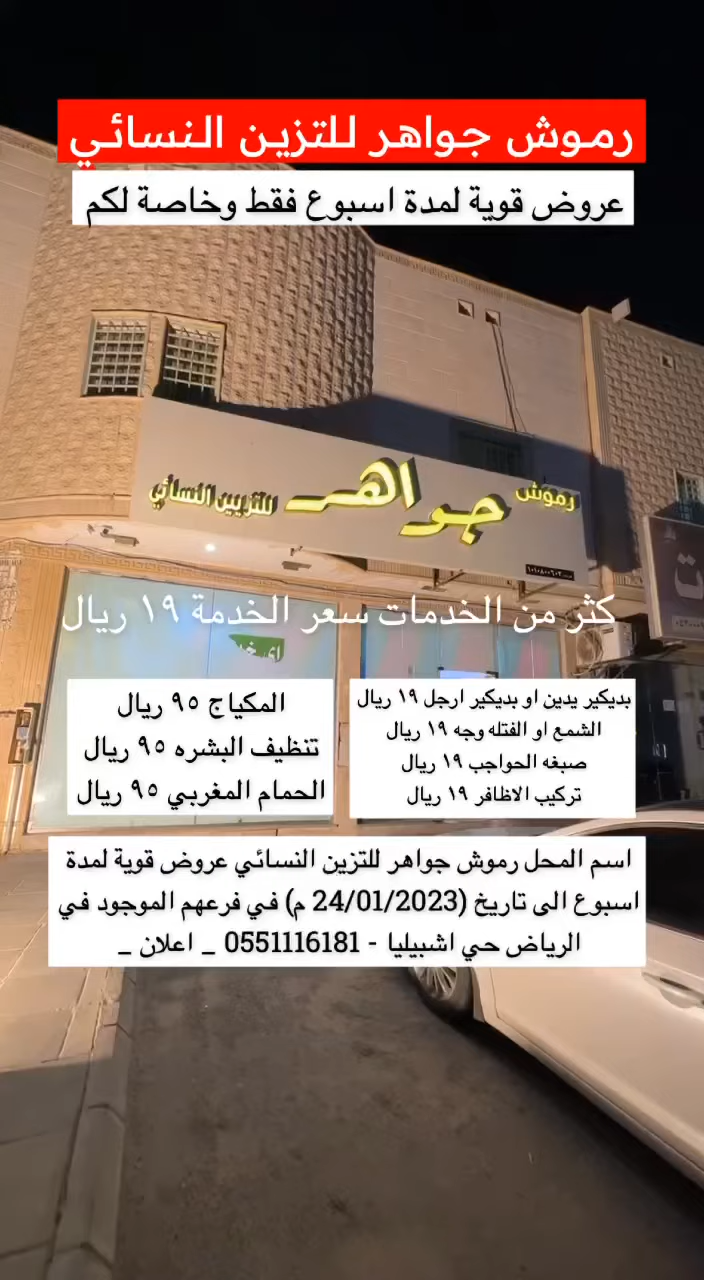 رموش جواهر للتزين النسائي
عروض قوية لمدة اسبوع فقط وخاصة لكم
رموش جواهر للتزيين النسائي
كثر من الخدمات سعر الخدمة ١٩ ريال
بديكير يدين او بديكير ارجل ١٩ ريال
الشمع او الفتله وجه ١٩ ريال
صبغه الحواجب ١٩ ريال
تركيب الاظافر ١٩ ريال
المكياج ٩٥ ريال
تنظيف البشره ٩٥ ريال
الحمام المغربي ٩٥ ريال
اسم المحل رموش جواهر للتزين النسائي عروض قوية لمدة
اسبوع الى تاريخ (24/01/2023 م) في فرعهم الموجود في
الرياض حي اشبيليا - 0551116181 _ اعلان _